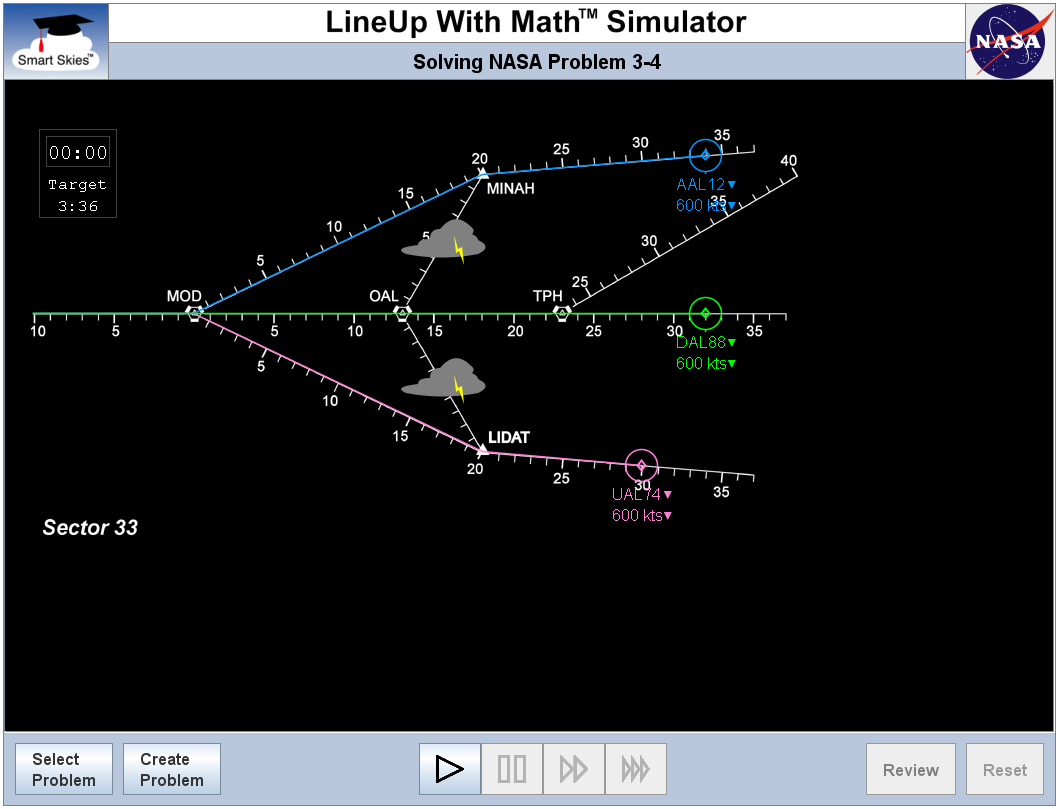 LineUp With Math™ Simulator
Smart Skies™
NASA
Solving NASA Problem 3-4
00:00
Target
3:36
35
30
25
20
40
MINAH
15
AAL12▼
600 kts▼
35
10
5
30
5
25
MOD
OAL
TPH
10
5
5
10
15
20
25
30
35
DAL88▼
600 kts▼
5
10
15
LIDAT
20
25
30
35
UAL74▼
600 kts▼
Sector 33
Select
Problem
Create
Problem
Review
Reset